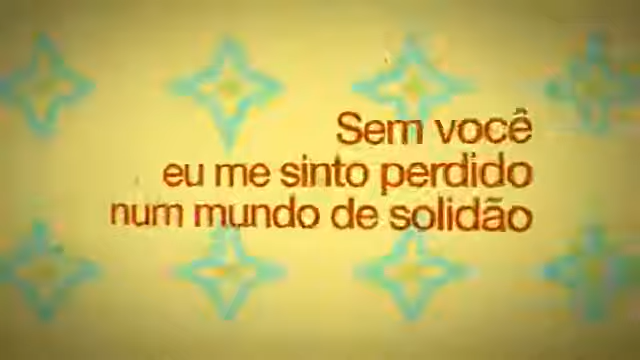 Sem você
eu me sinto perdido
num mundo de solidão